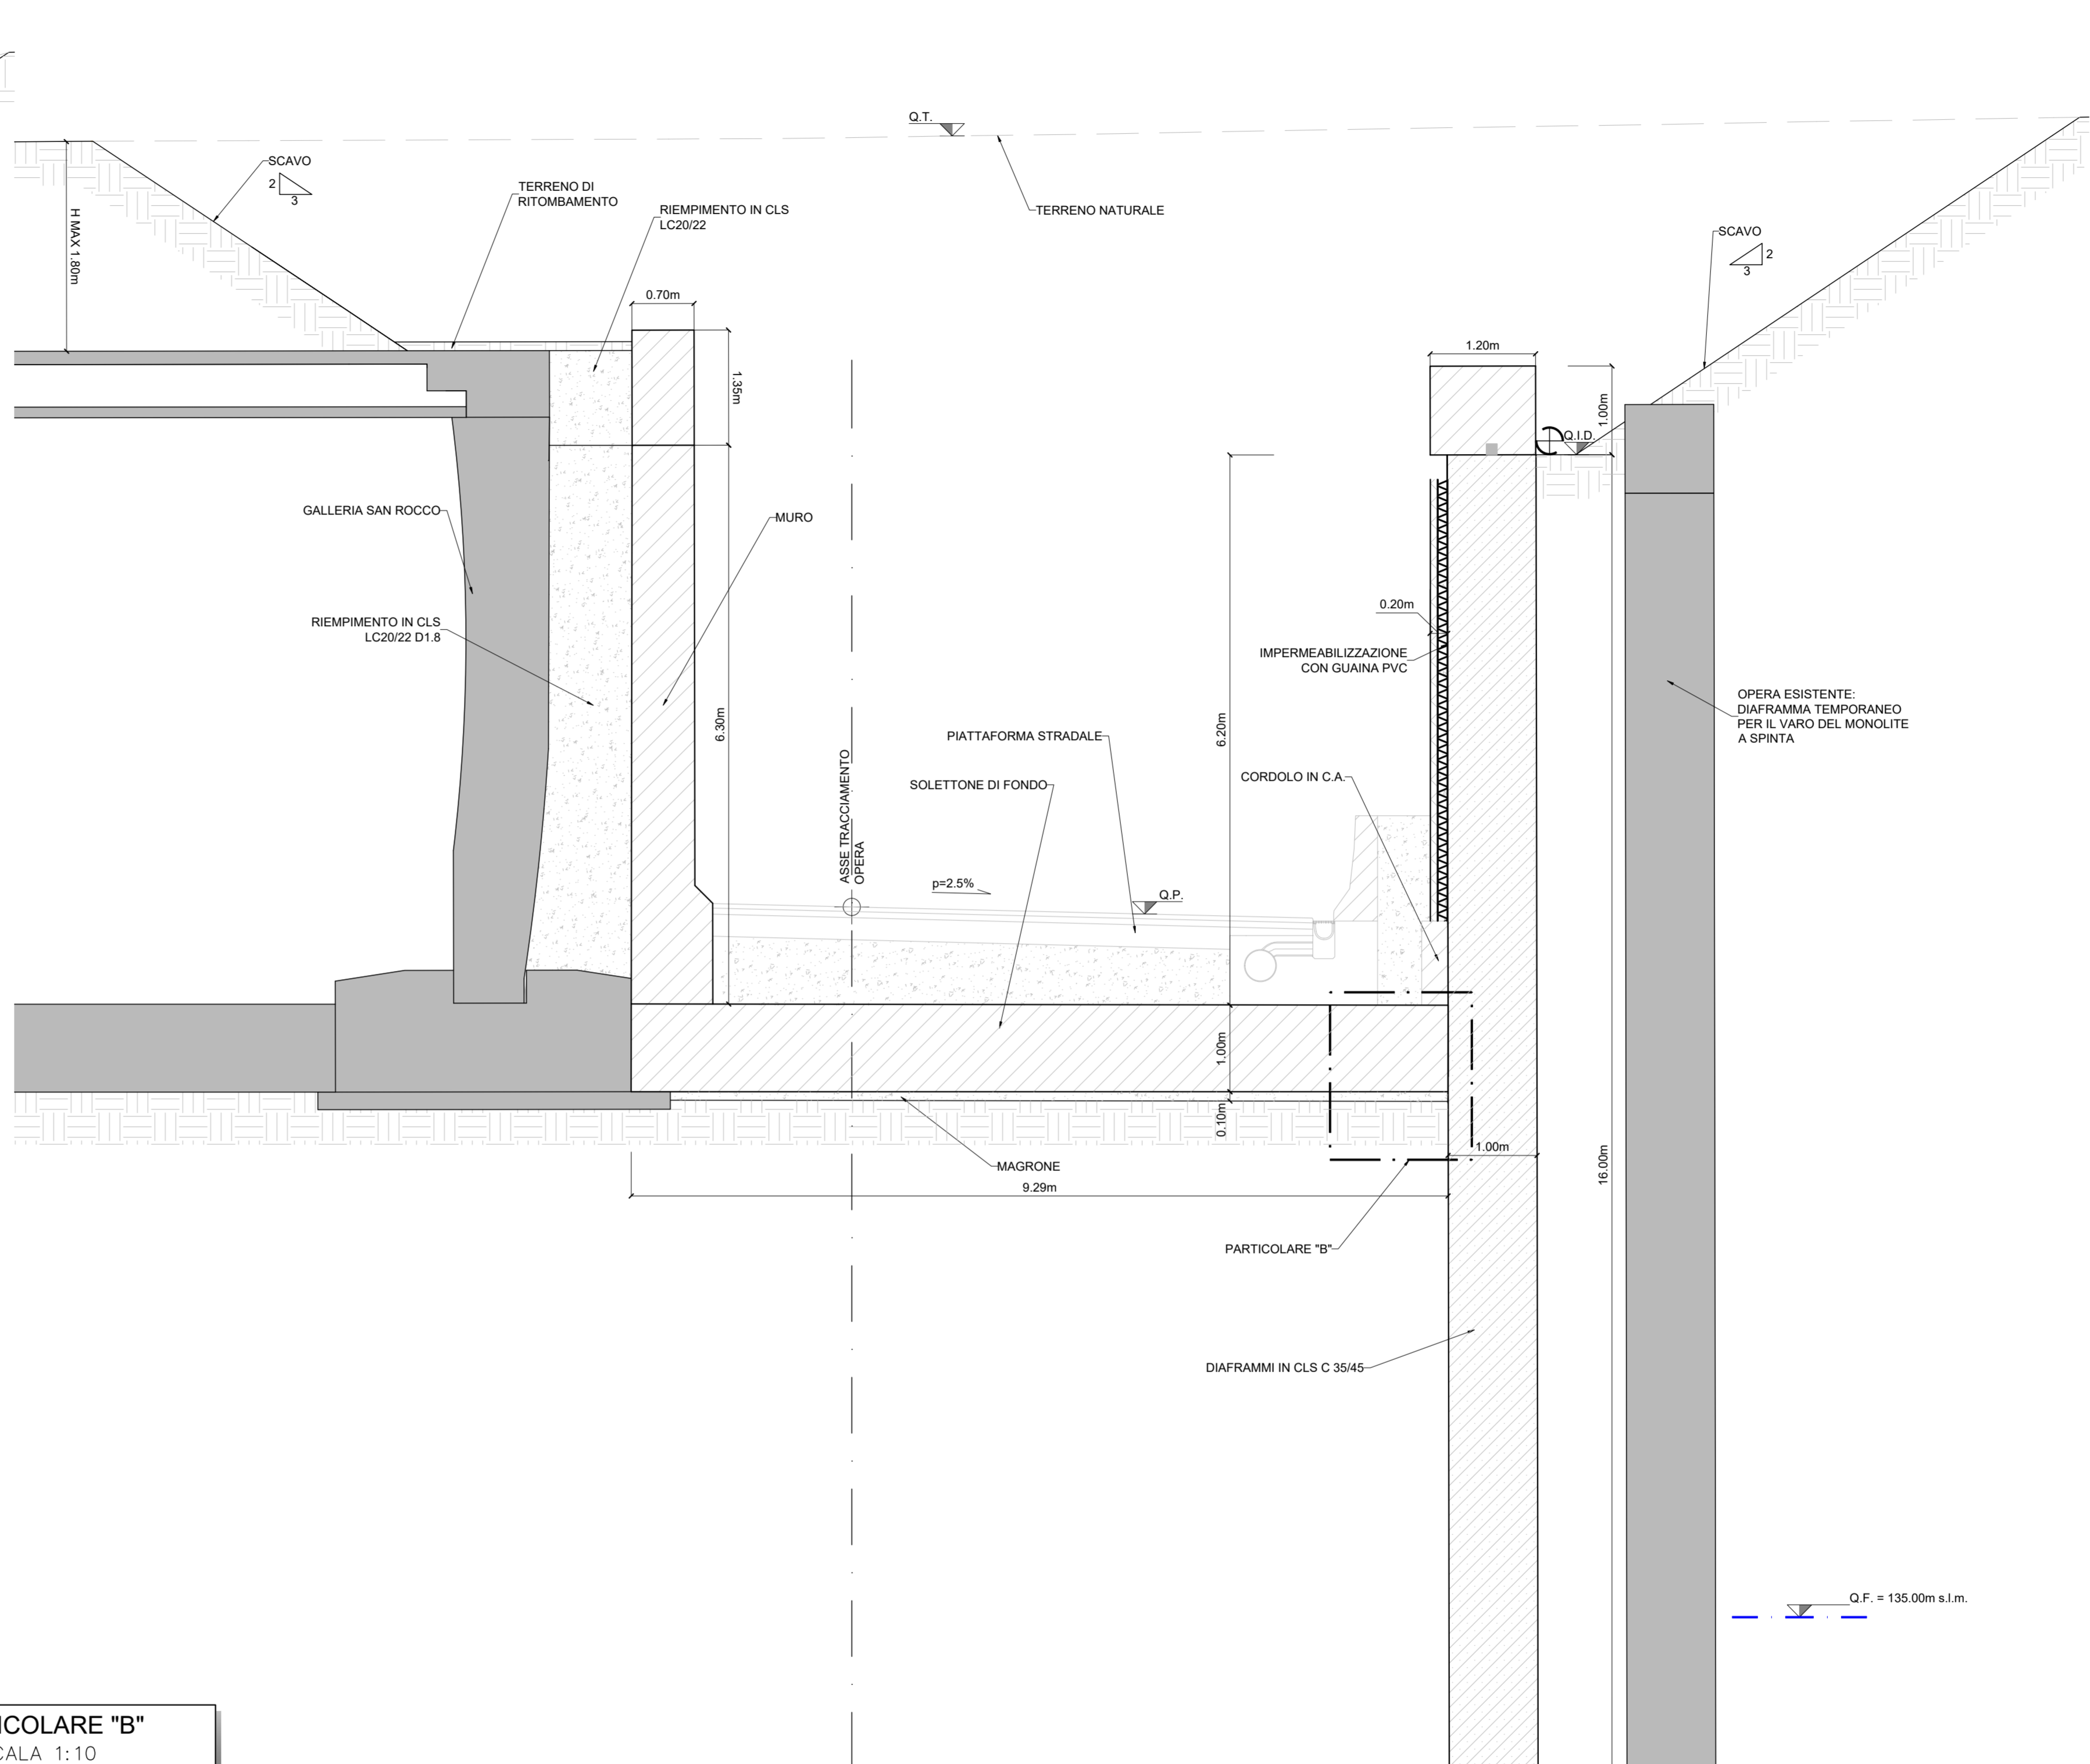 Q.T.
SCAVO
2
3
TERRENO DI
RITOMBAMENTO
RIEMPIMENTO IN CLS
LC20/22
TERRENO NATURALE
SCAVO
2
3
H MAX 1.80m
0.70m
1.35m
1.20m
1.00m
Q.I.D.
GALLERIA SAN ROCCO
MURO
RIEMPIMENTO IN CLS
LC20/22 D1.8
0.20m
IMPERMEABILIZZAZIONE
CON GUAINA PVC
6.30m
6.20m
OPERA ESISTENTE:
DIAFRAMMA TEMPORANEO
PER IL VARO DEL MONOLITE
A SPINTA
PIATTAFORMA STRADALE
SOLETTONE DI FONDO
CORDOLO IN C.A.
ASSE TRACCIAMENTO
OPERA
p=2.5%
Q.P.
1.00m
0.10m
1.00m
16.00m
MAGRONE
9.29m
PARTICOLARE "B"
DIAFRAMMI IN CLS C 35/45
Q.F. = 135.00m s.l.m.
ICOLARE "B"
CALA 1:10